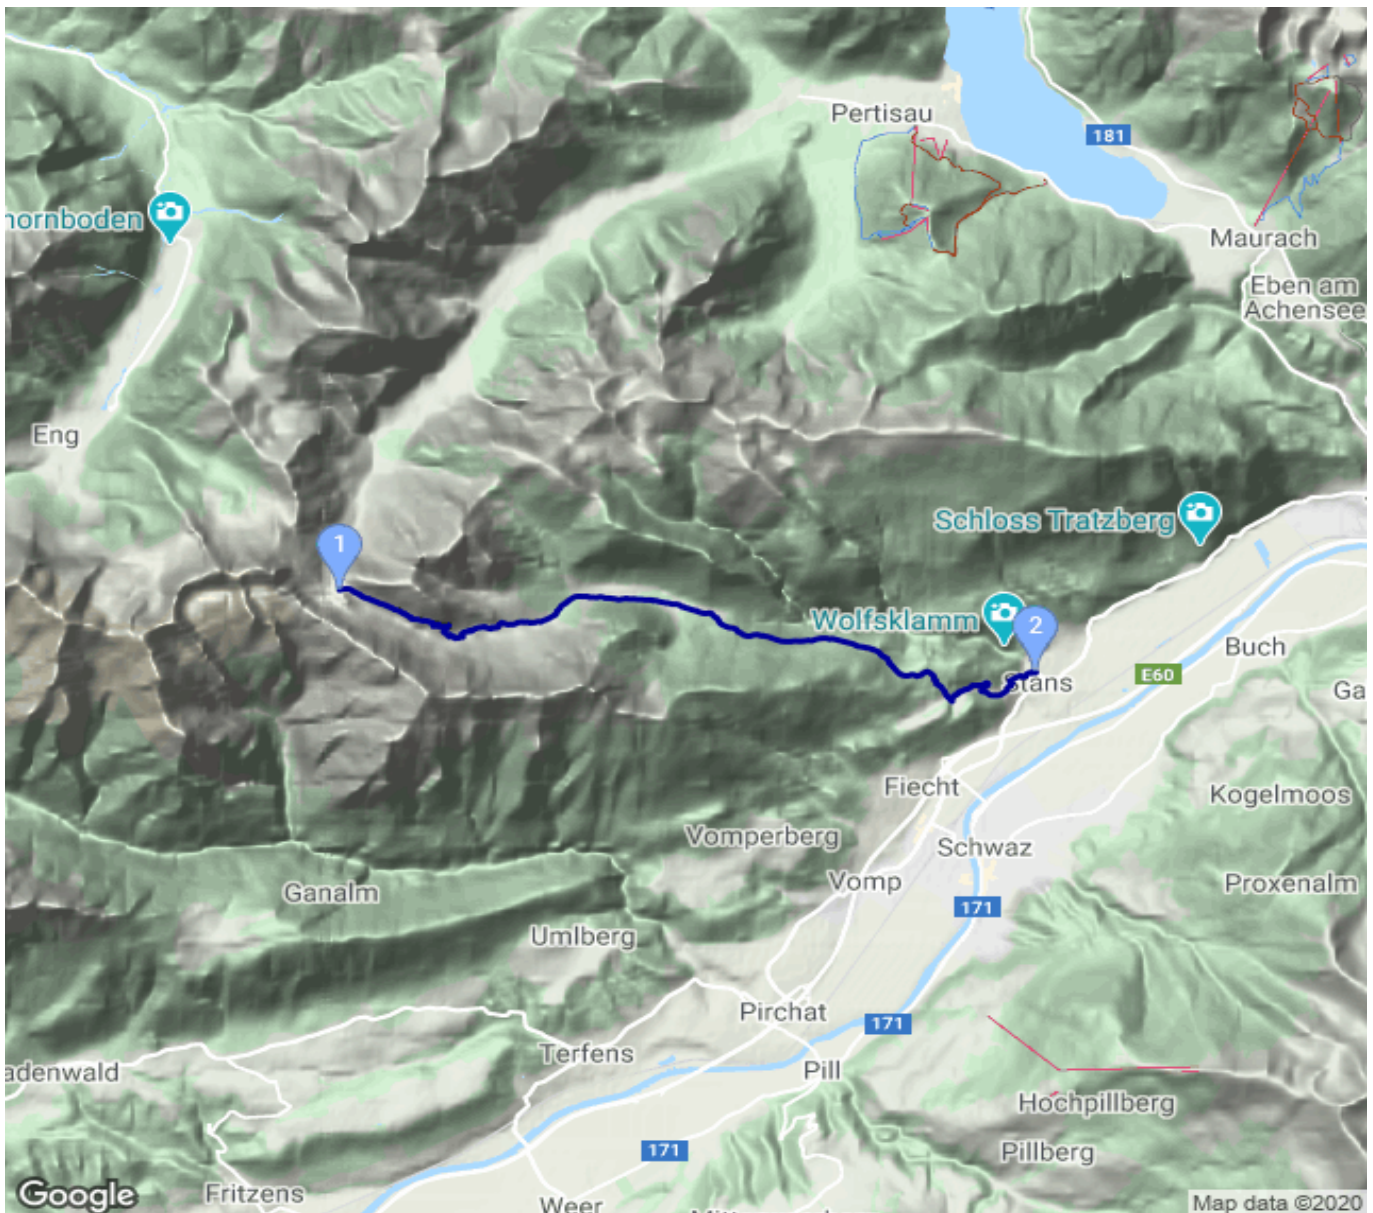 Pertisau
181
hornboden
Maurach
Eben am
Achensee
Eng
Schloss Tratzberg
1
Wolfsklamm
2
Buch
E60
Stans
Ga
Fiecht
Kogelmoos
Vomperberg
Schwaz
Vomp
Proxenalm
Ganalm
171
Umlberg
Pirchat
171
Terfens
adenwald
Pill
Hochpillberg
171
Pillberg
Google
Fritzens
Weer
Map data ©2020